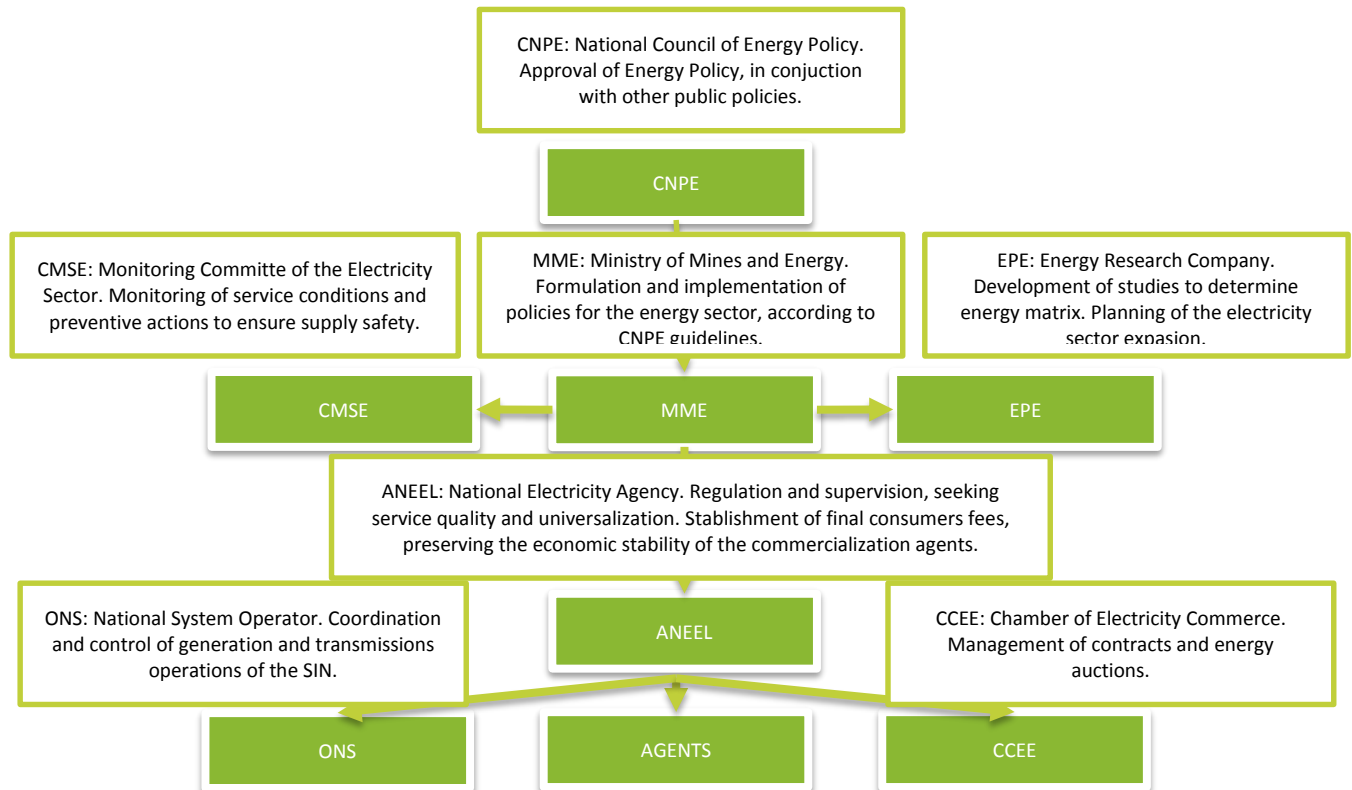 CNPE: National Council of Energy Policy.
Approval of Energy Policy, in conjuction
with other public policies.
CNPE
CMSE: Monitoring Committe of the Electricity
Sector. Monitoring of service conditions and
preventive actions to ensure supply safety.
MME: Ministry of Mines and Energy.
Formulation and implementation of
policies for the energy sector, according to
CNPE guidelines.
EPE: Energy Research Company.
Development of studies to determine
energy matrix. Planning of the electricity
sector expasion.
CMSE
MME
EPE
ANEEL: National Electricity Agency. Regulation and supervision, seeking
service quality and universalization. Stablishment of final consumers fees,
preserving the economic stability of the commercialization agents.
ONS: National System Operator. Coordination
and control of generation and transmissions
operations of the SIN.
ANEEL
CCEE: Chamber of Electricity Commerce.
Management of contracts and energy
auctions.
ONS
AGENTS
CCEE